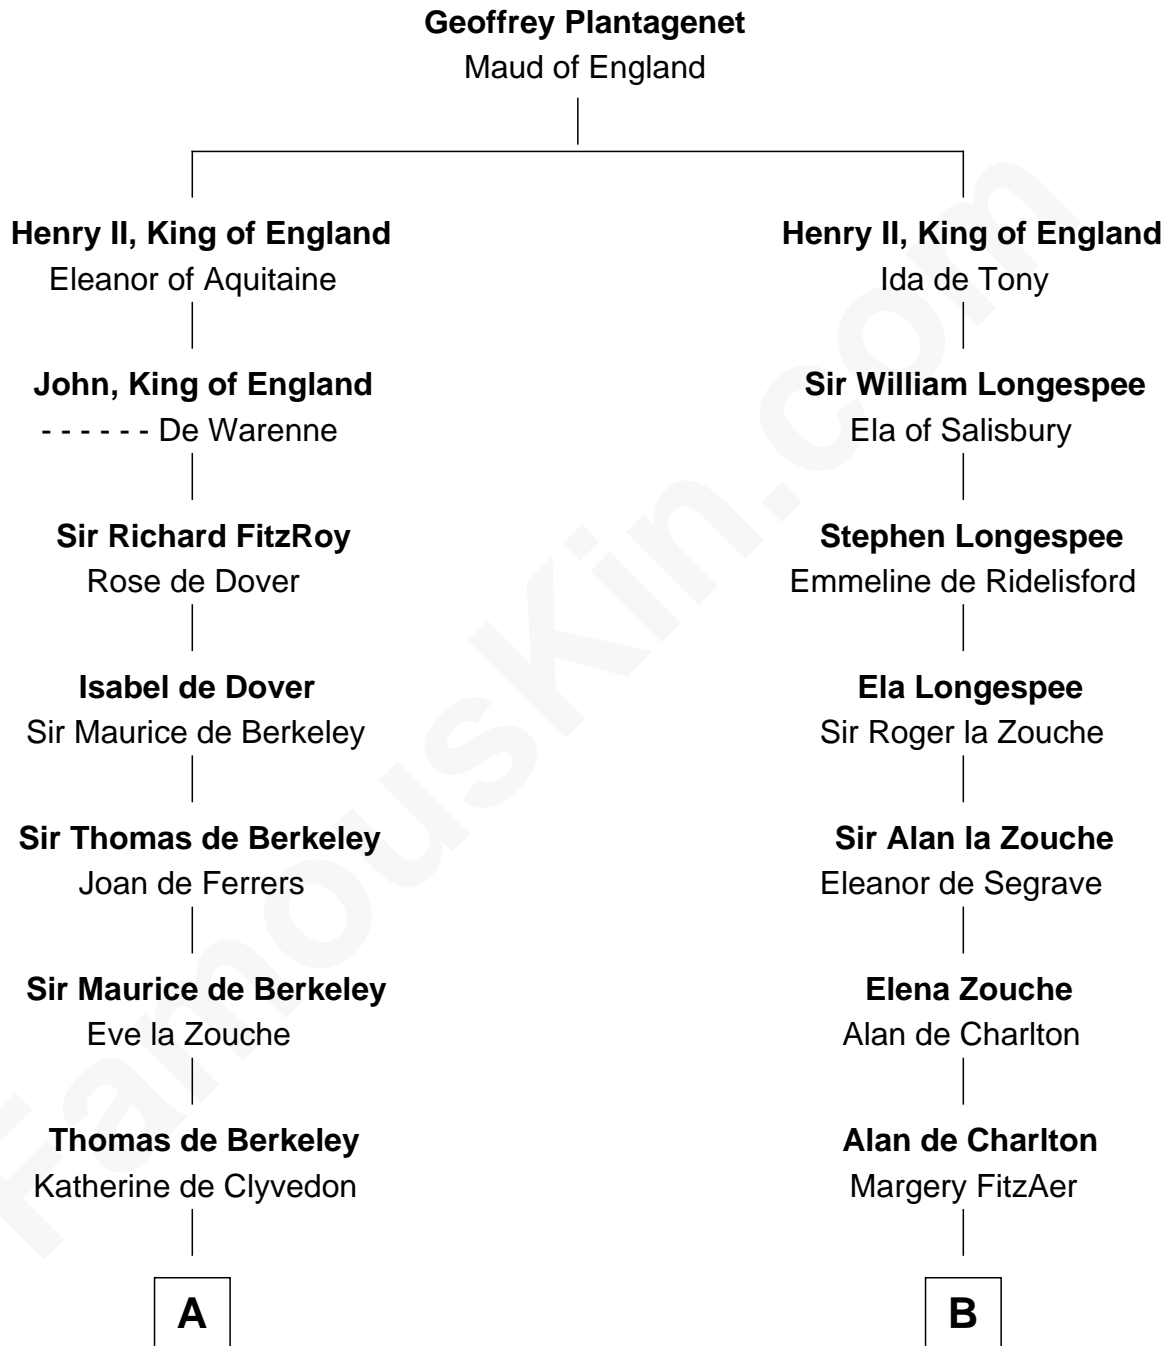 Geoffrey Plantagenet
Maud of England
Henry II, King of England
Eleanor of Aquitaine
Henry II, King of England
Ida de Tony
John, King of England
- - - - - - De Warenne
Sir William Longespee
Ela of Salisbury
Sir Richard FitzRoy
Rose de Dover
Stephen Longespee
Emmeline de Ridelisford
Isabel de Dover
Sir Maurice de Berkeley
Ela Longespee
Sir Roger la Zouche
Sir Thomas de Berkeley
Joan de Ferrers
Sir Alan la Zouche
Eleanor de Segrave
Sir Maurice de Berkeley
Eve la Zouche
Elena Zouche
Alan de Charlton
Thomas de Berkeley
Katherine de Clyvedon
Alan de Charlton
Margery FitzAer
A
B
FamousKin.com